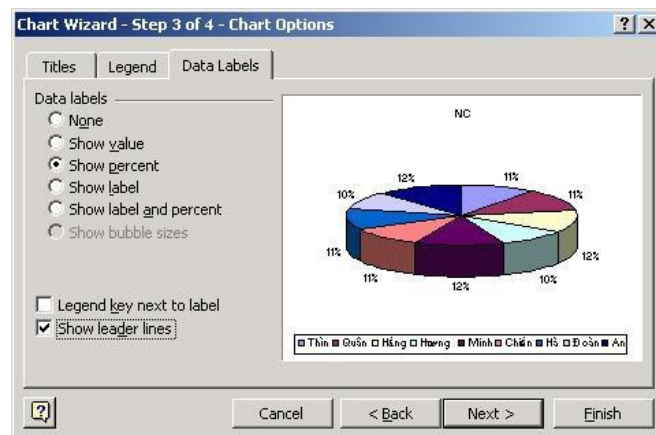 Chart Wizard - Step 3 of 4 - Chart Options
Titles
Legend
Data Labels
Data labels
None
Show value
Show percent
Show label
Show label and percent
Show bubble sizes
Legend key next to label
Show leader lines
NC
12%
11%
10%
11%
11%
12%
11%
10%
12%
Thìn Quân Hằng Hương Minh Chiến Hà Đoàn An
Cancel
< Back
Next >
Finish